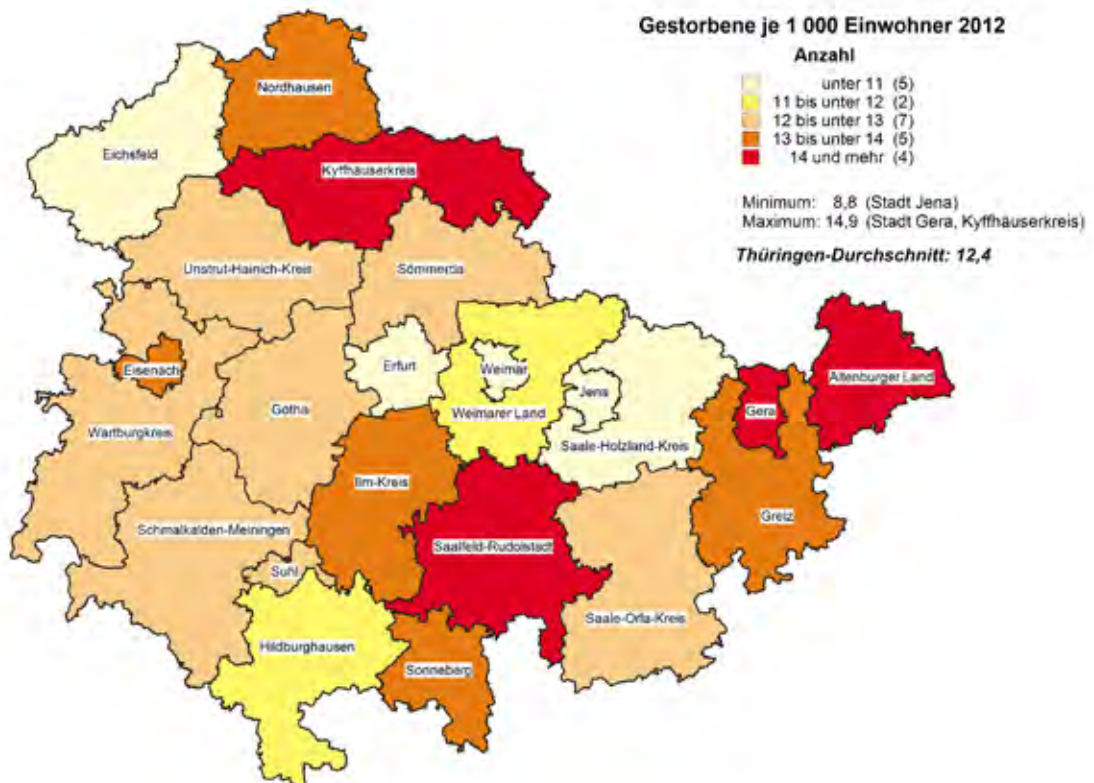 Gestorbene je 1 000 Einwohner 2012
Anzahl
unter 11 (5)
11 bis unter 12 (2)
12 bis unter 13 (7)
13 bis unter 14 (5)
14 und mehr (4)
Minimum: 8,8 (Stadt Jena)
Maximum: 14,9 (Stadt Gera, Kyffhäuserkreis)
Thüringen-Durchschnitt: 12,4
Nordhausen
Eichsfeld
Kyffhäuserkreis
Unstrut-Hainich-Kreis
Sömmerda
Eisenach
Erfurt
Weimar
Jena
Altenburger Land
Gera
Gotha
Weimarer Land
Wartburgkreis
Saale-Holzland-Kreis
Ilm-Kreis
Greiz
Schmalkalden-Meiningen
Saalfeld-Rudolstadt
Suhl
Saale-Orla-Kreis
Hildburghausen
Sonneberg